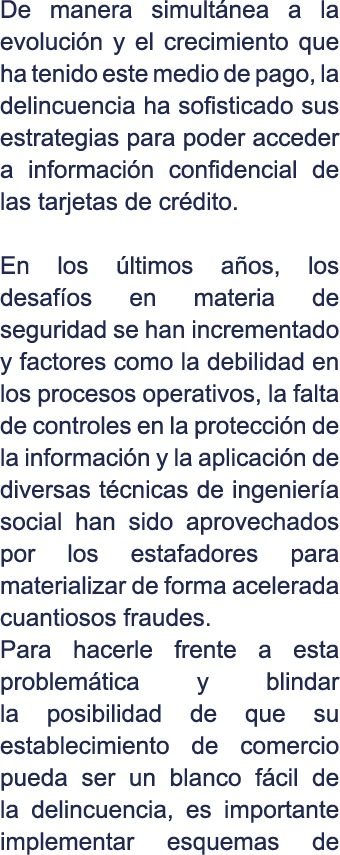 De manera simultánea a la
evolución y el crecimiento que
ha tenido este medio de pago, la
delincuencia ha sofisticado sus
estrategias para poder acceder
a información confidencial de
las tarjetas de crédito.

En los últimos años, los
desafíos en materia de
seguridad se han incrementado
y factores como la debilidad en
los procesos operativos, la falta
de controles en la protección de
la información y la aplicación de
diversas técnicas de ingeniería
social han sido aprovechados
por los estafadores para
materializar de forma acelerada
cuantiosos fraudes.
Para hacerle frente a esta
problemática y blindar
la posibilidad de que su
establecimiento de comercio
pueda ser un blanco fácil de
la delincuencia, es importante
implementar esquemas de